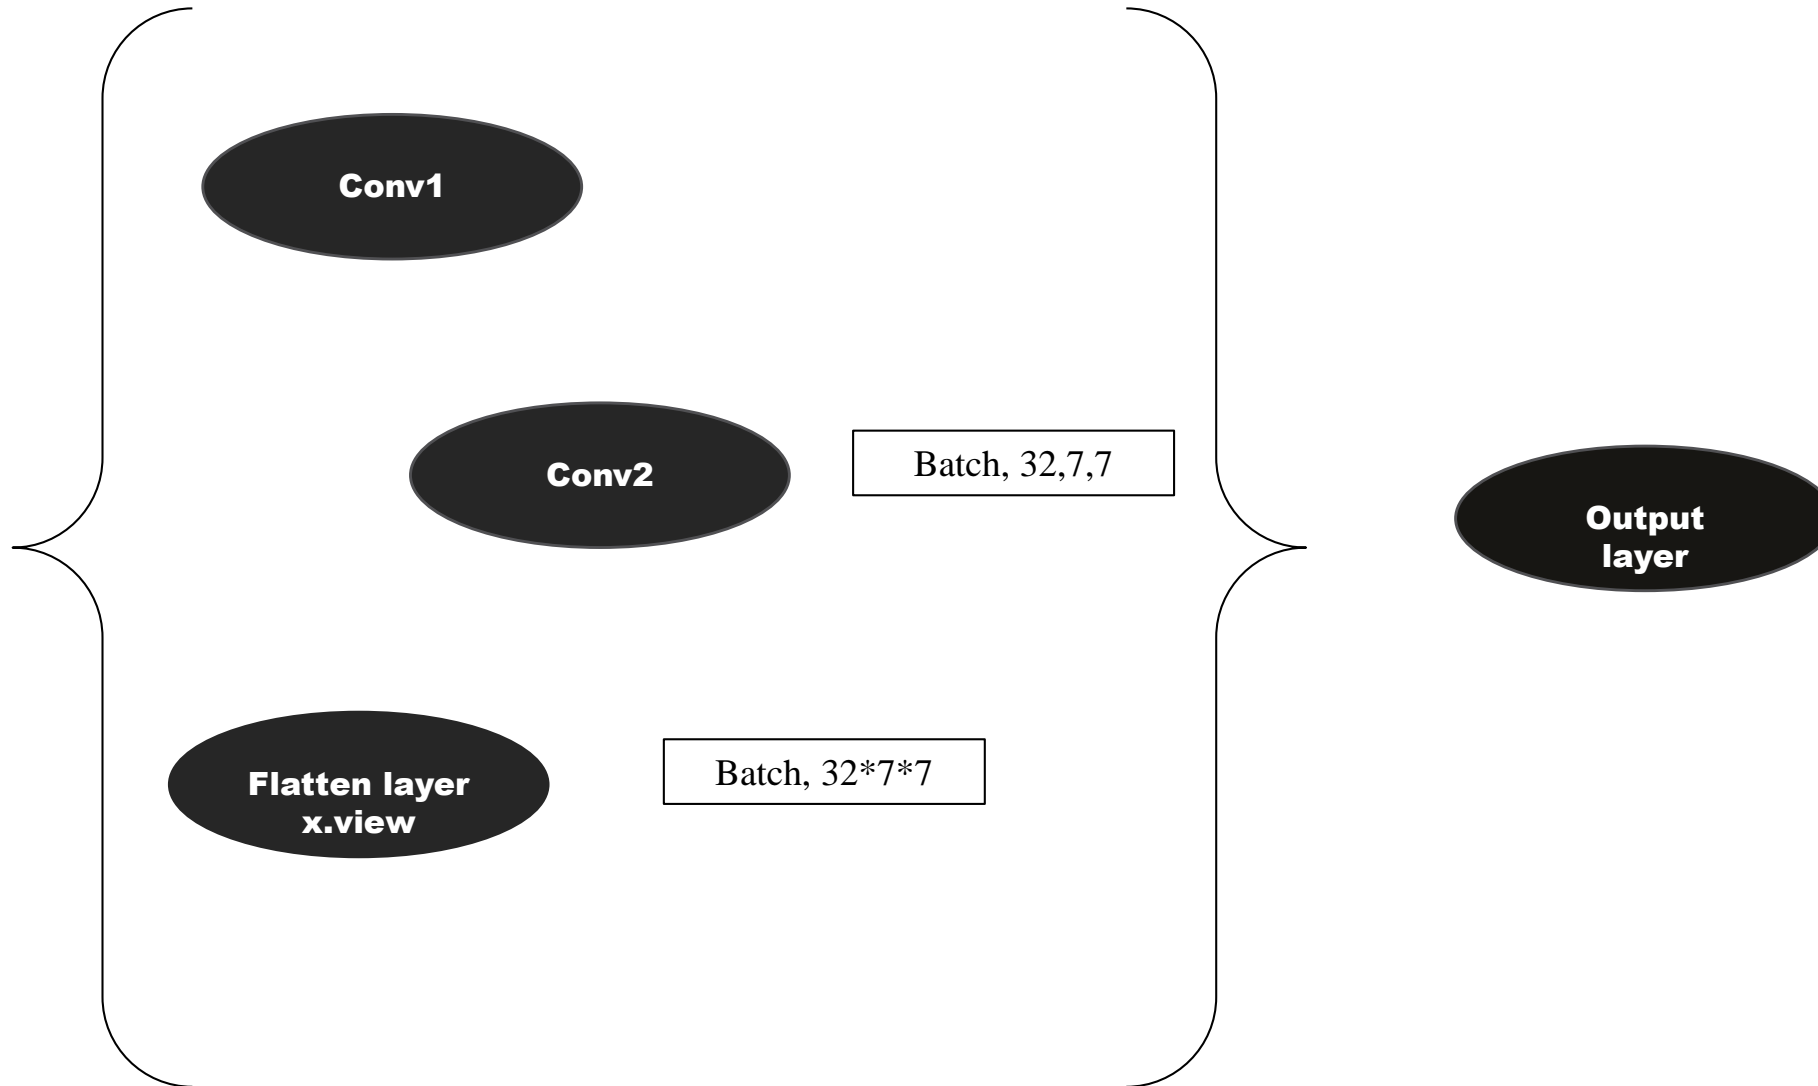 Conv1
Conv2
Batch, 32,7,7
Output
layer
Flatten layer
x.view
Batch, 32*7*7